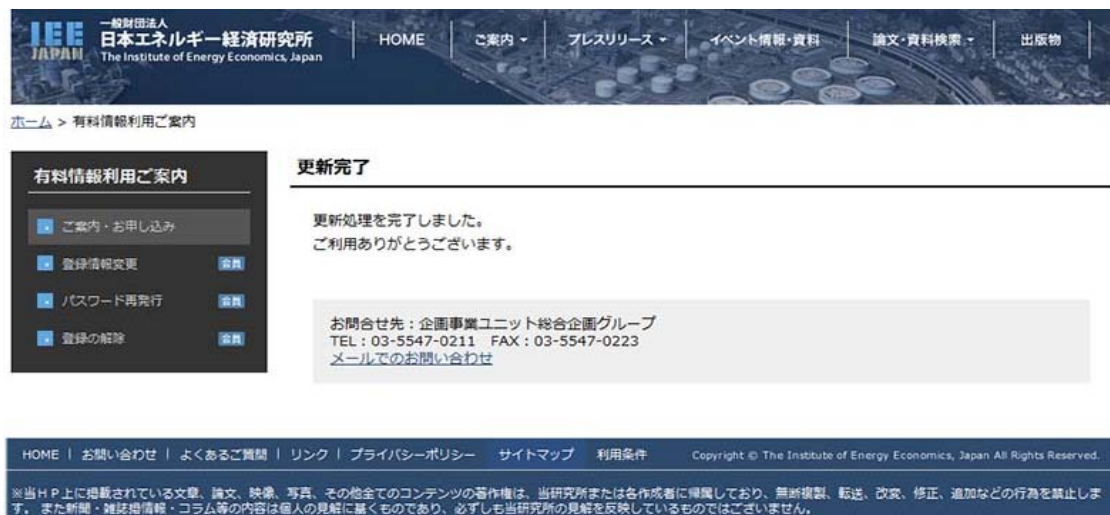 IEE JAPAN
一般財団法人
日本エネルギー経済研究所
The Institute of Energy Economics, Japan
HOME
ご案内
プレスリリース
イベント情報・資料
論文・資料検索
出版物
ホーム > 有料情報利用ご案内
有料情報利用ご案内
ご案内・お申し込み
登録情報変更 会員
パスワード再発行 会員
登録の解除 会員
更新完了
更新処理を完了しました。
ご利用ありがとうございます。
お問合せ先：企画事業ユニット総合企画グループ
TEL：03-5547-0211 FAX：03-5547-0223
メールでのお問い合わせ
HOME | お問い合わせ | よくあるご質問 | リンク | プライバシーポリシー サイトマップ 利用条件 Copyright © The Institute of Energy Economics, Japan All Rights Reserved.
※当ＨＰ上に掲載されている文章、論文、映像、写真、その他全てのコンテンツの著作権は、当研究所または各作成者に帰属しており、無断複製、転送、改変、修正、追加などの行為を禁止しま
す。また新聞・雑誌掲情報・コラム等の内容は個人の見解に基くものであり、必ずしも当研究所の見解を反映しているものではございません。